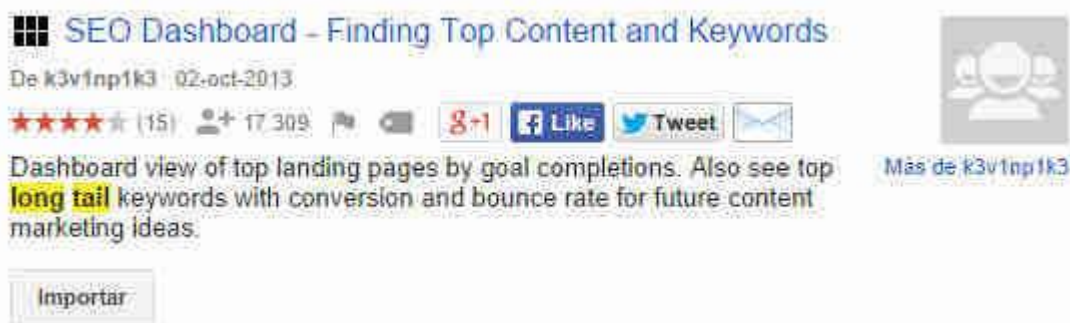 SEO Dashboard - Finding Top Content and Keywords
De k3v1np1k3 02-oct-2013
(15) 17 309 g+1 f Like Tweet
Dashboard view of top landing pages by goal completions. Also see top
long tail keywords with conversion and bounce rate for future content
marketing ideas.
Más de k3v1np1k3
Importar